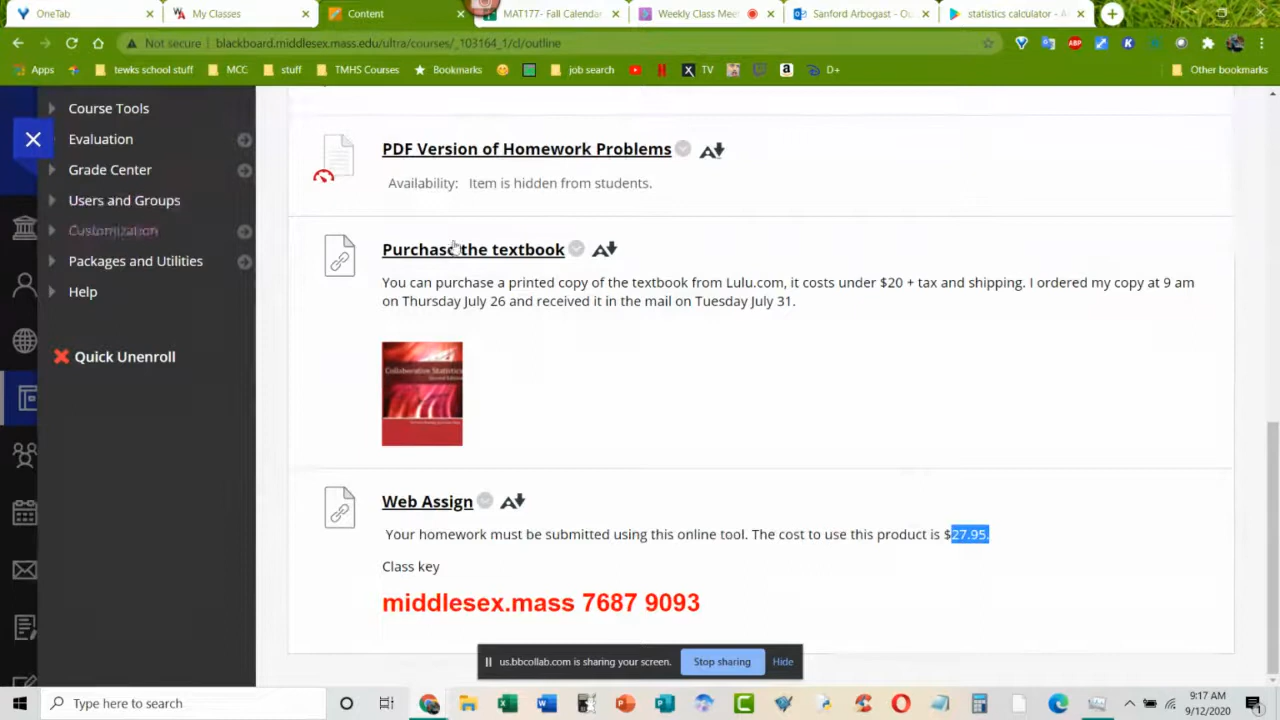 OneTab
My Classes
Content
MAT177- Fall Calendar
Weekly Class Mee
Sanford Arbogast - Ou
statistics calculator - A
Not secure | blackboard.middlesex.mass.edu/ultra/courses/_103164_1/cl/outline
Apps
tewks school stuff
MCC
stuff
TMHS Courses
Bookmarks
job search
TV
D+
Other bookmarks
Course Tools
Evaluation
Grade Center
Users and Groups
Customization
Packages and Utilities
Help
Quick Unenroll
PDF Version of Homework Problems
Availability: Item is hidden from students.
Purchase the textbook
You can purchase a printed copy of the textbook from Lulu.com, it costs under $20 + tax and shipping. I ordered my copy at 9 am
on Thursday July 26 and received it in the mail on Tuesday July 31.
Collaborative Statistics
Web Assign
Your homework must be submitted using this online tool. The cost to use this product is $27.95.
Class key
middlesex.mass 7687 9093
us.bbcollab.com is sharing your screen.
Stop sharing
Hide
Type here to search
9:17 AM
9/12/2020